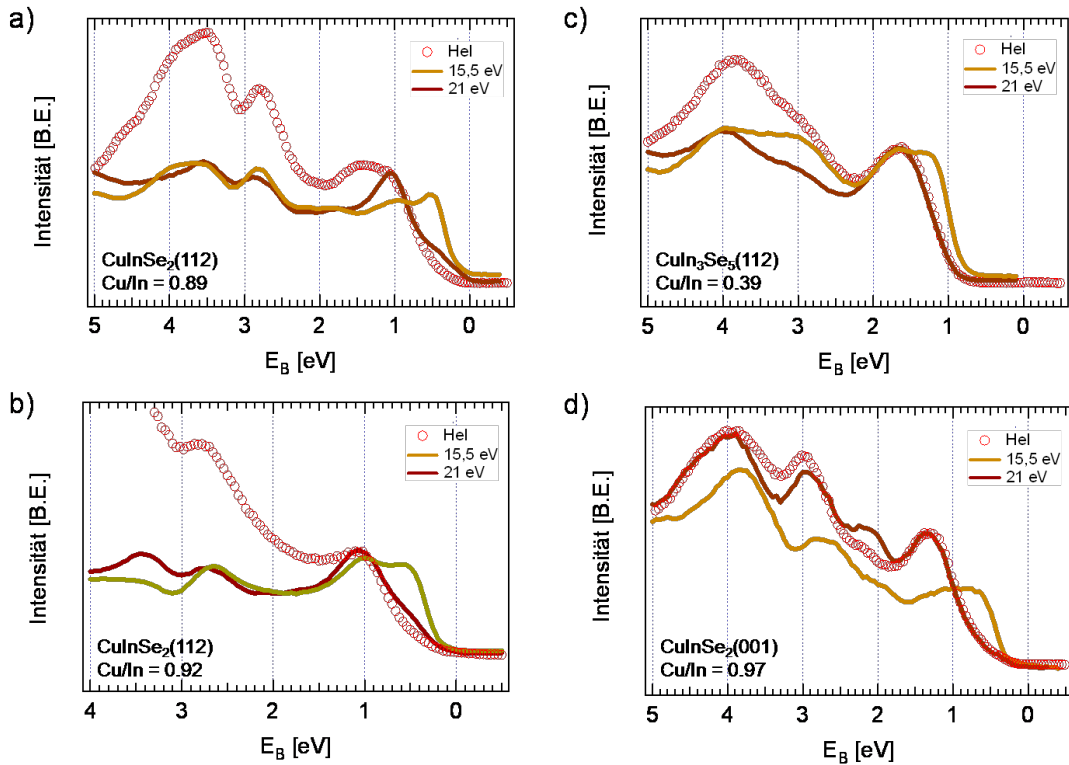 a)
Intensität [B.E.]
HeI
15,5 eV
21 eV
CuInSe₂(112)
Cu/In = 0.89
5 4 3 2 1 0
E_B [eV]
c)
Intensität [B.E.]
HeI
15,5 eV
21 eV
CuIn₃Se₅(112)
Cu/In = 0.39
5 4 3 2 1 0
E_B [eV]
b)
Intensität [B.E.]
HeI
15,5 eV
21 eV
CuInSe₂(112)
Cu/In = 0.92
4 3 2 1 0
E_B [eV]
d)
Intensität [B.E.]
HeI
15,5 eV
21 eV
CuInSe₂(001)
Cu/In = 0.97
5 4 3 2 1 0
E_B [eV]